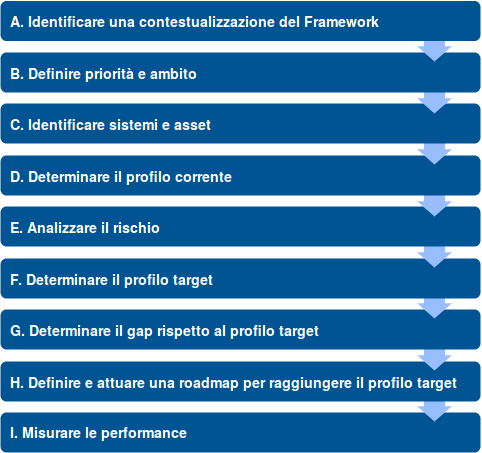 A. Identificare una contestualizzazione del Framework
B. Definire priorità e ambito
C. Identificare sistemi e asset
D. Determinare il profilo corrente
E. Analizzare il rischio
F. Determinare il profilo target
G. Determinare il gap rispetto al profilo target
H. Definire e attuare una roadmap per raggiungere il profilo target
I. Misurare le performance